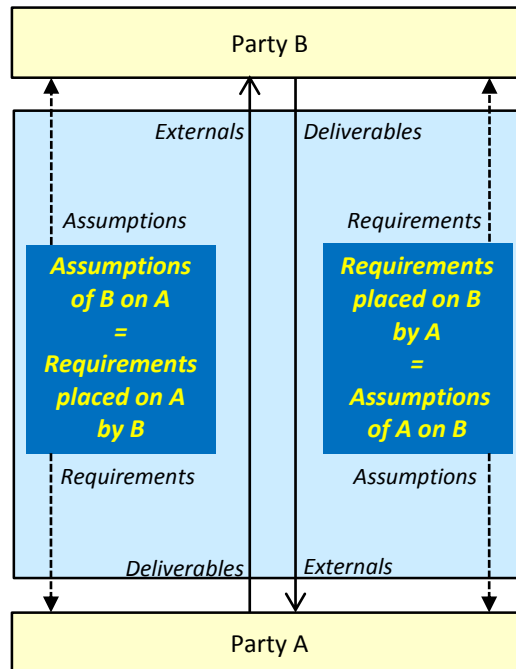 Party B
Externals
Deliverables
Assumptions
Requirements
Assumptions
of B on A
=
Requirements
placed on A
by B
Requirements
placed on B
by A
=
Assumptions
of A on B
Requirements
Assumptions
Deliverables
Externals
Party A